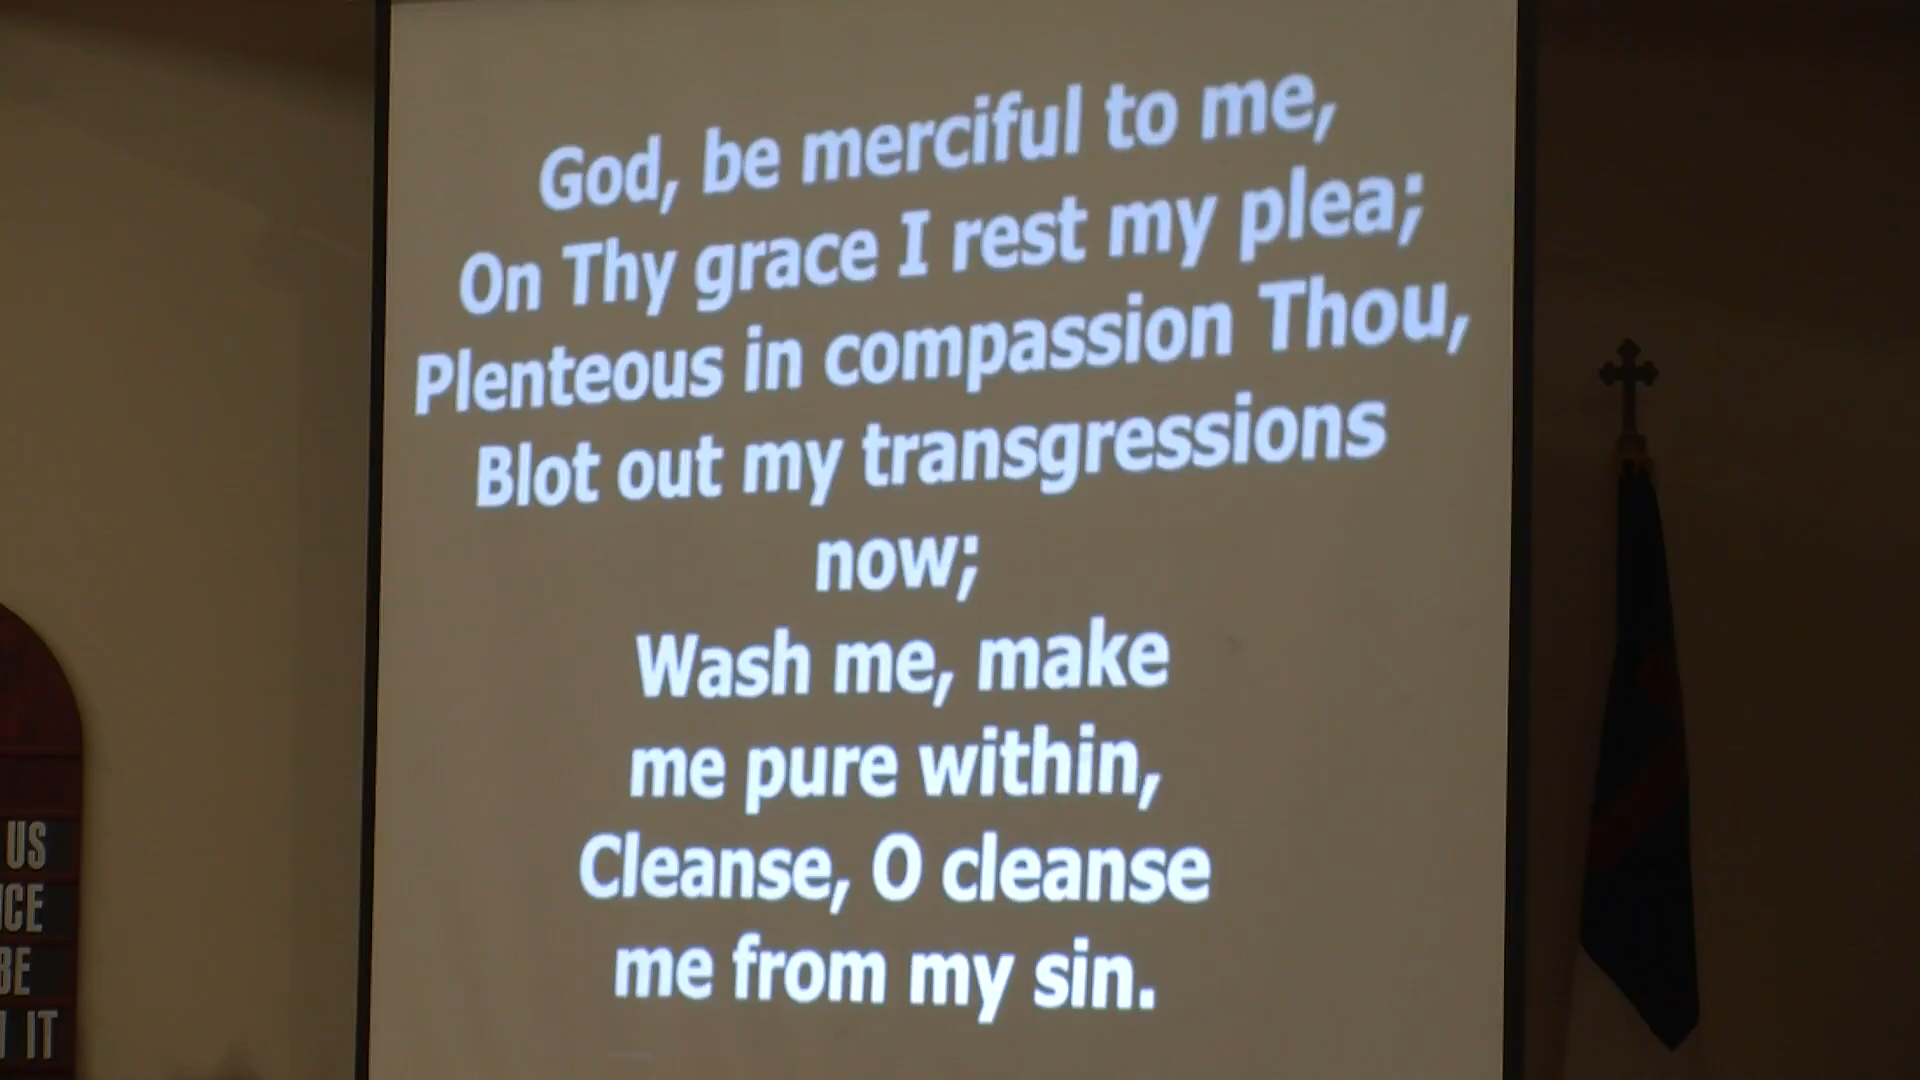 God, be merciful to me,
On Thy grace I rest my plea;
Plenteous in compassion Thou,
Blot out my transgressions
now;
Wash me, make
me pure within,
Cleanse, O cleanse
me from my sin.
US
BE
IT